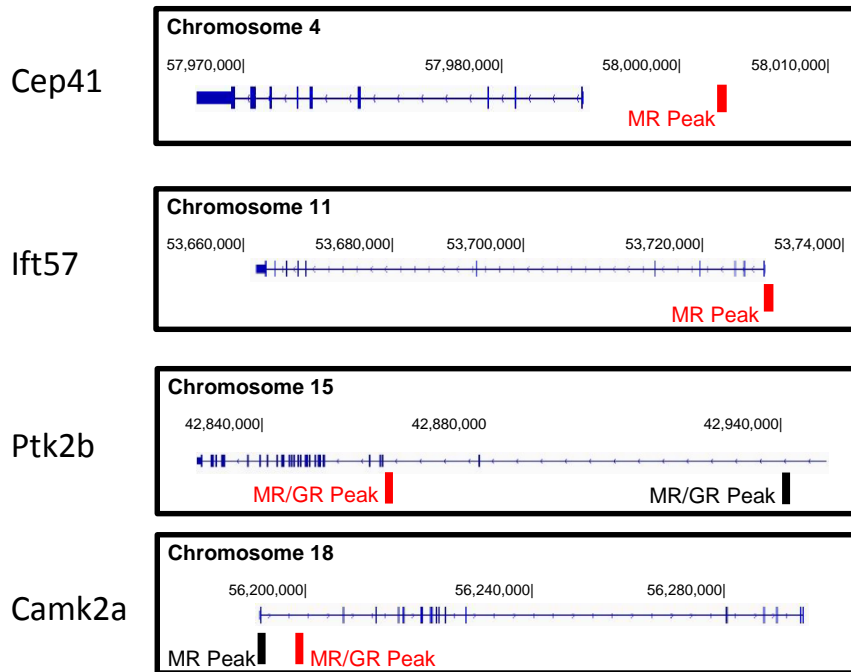 Cep41
Chromosome 4
57,970,000| 57,980,000| 58,000,000| 58,010,000|
MR Peak
Ift57
Chromosome 11
53,660,000| 53,680,000| 53,700,000| 53,720,000| 53,74,000|
MR Peak
Ptk2b
Chromosome 15
42,840,000| 42,880,000 42,940,000|
MR/GR Peak MR/GR Peak
Camk2a
Chromosome 18
56,200,000| 56,240,000| 56,280,000|
MR Peak MR/GR Peak